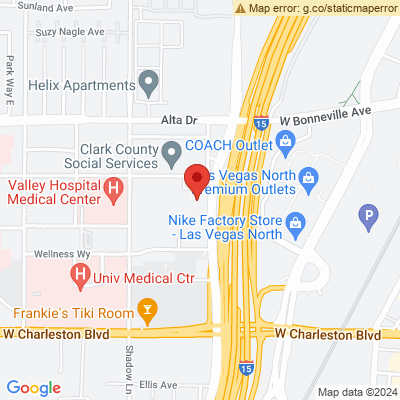 Map error: g.co/staticmaperror
Sunland Ave
Suzy Nagle Ave
Park Way E
Helix Apartments
Alta Dr
15
W Bonneville Ave
COACH Outlet
Clark County
Social Services
Las Vegas North
Premium Outlets
Valley Hospital
Medical Center
H
P
Nike Factory Store
- Las Vegas North
Wellness Wy
H
Univ Medical Ctr
Frankie's Tiki Room
W Charleston Blvd
W Charleston Blvd
Shadow Ln
15
Ellis Ave
Google
Map data ©2024